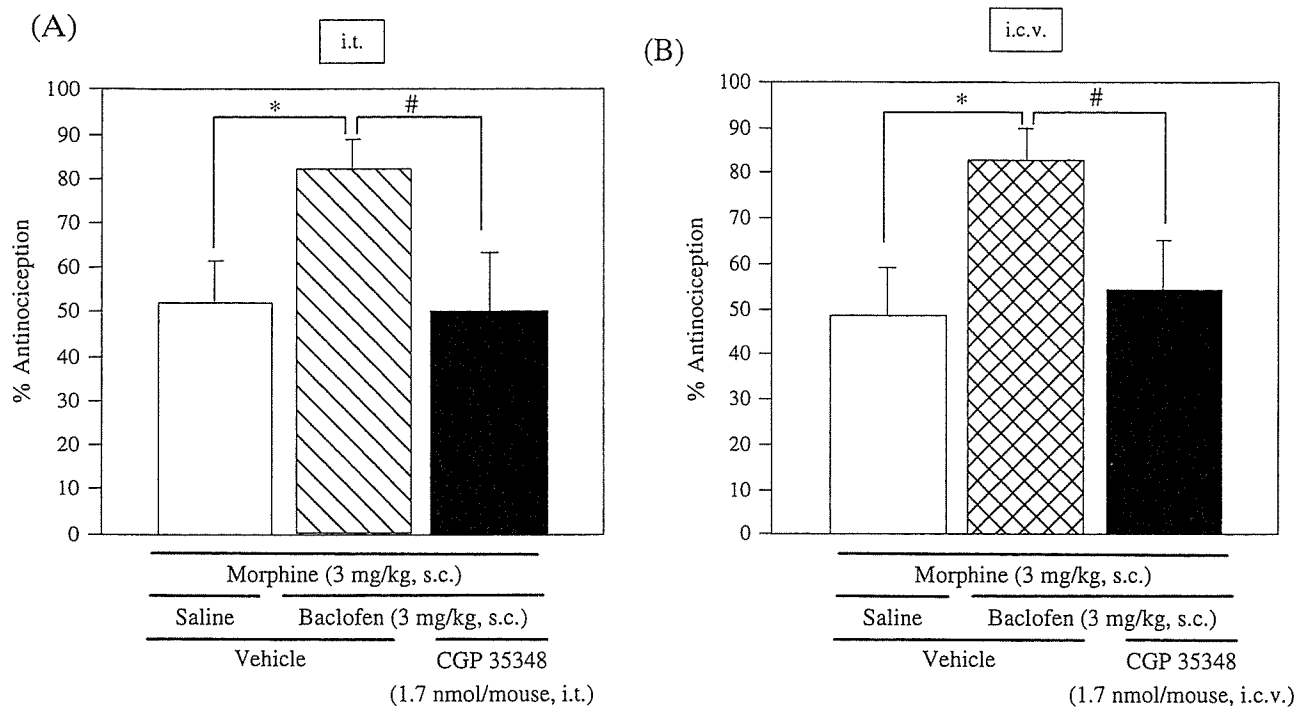 (A)
i.t.
% Antinociception
100
90
80
70
60
50
40
30
20
10
0
*
#
Morphine (3 mg/kg, s.c.)
Saline
Baclofen (3 mg/kg, s.c.)
Vehicle
CGP 35348
(1.7 nmol/mouse, i.t.)
(B)
i.c.v.
% Antinociception
100
90
80
70
60
50
40
30
20
10
0
*
#
Morphine (3 mg/kg, s.c.)
Saline
Baclofen (3 mg/kg, s.c.)
Vehicle
CGP 35348
(1.7 nmol/mouse, i.c.v.)